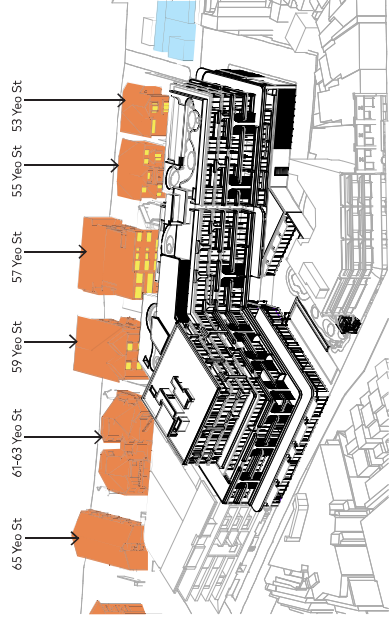 53 Yeo St
55 Yeo St
57 Yeo St
59 Yeo St
61-63 Yeo St
65 Yeo St